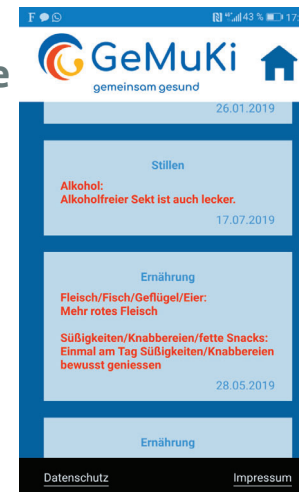 e
F
43 % 17:
GeMuKi
gemeinsam gesund
26.01.2019
Stillen
Alkohol:
Alkoholfreier Sekt ist auch lecker.
17.07.2019
Ernährung
Fleisch/Fisch/Geflügel/Eier:
Mehr rotes Fleisch
Süßigkeiten/Knabbereien/fette Snacks:
Einmal am Tag Süßigkeiten/Knabbereien
bewusst geniessen
28.05.2019
Ernährung
Datenschutz Impressum